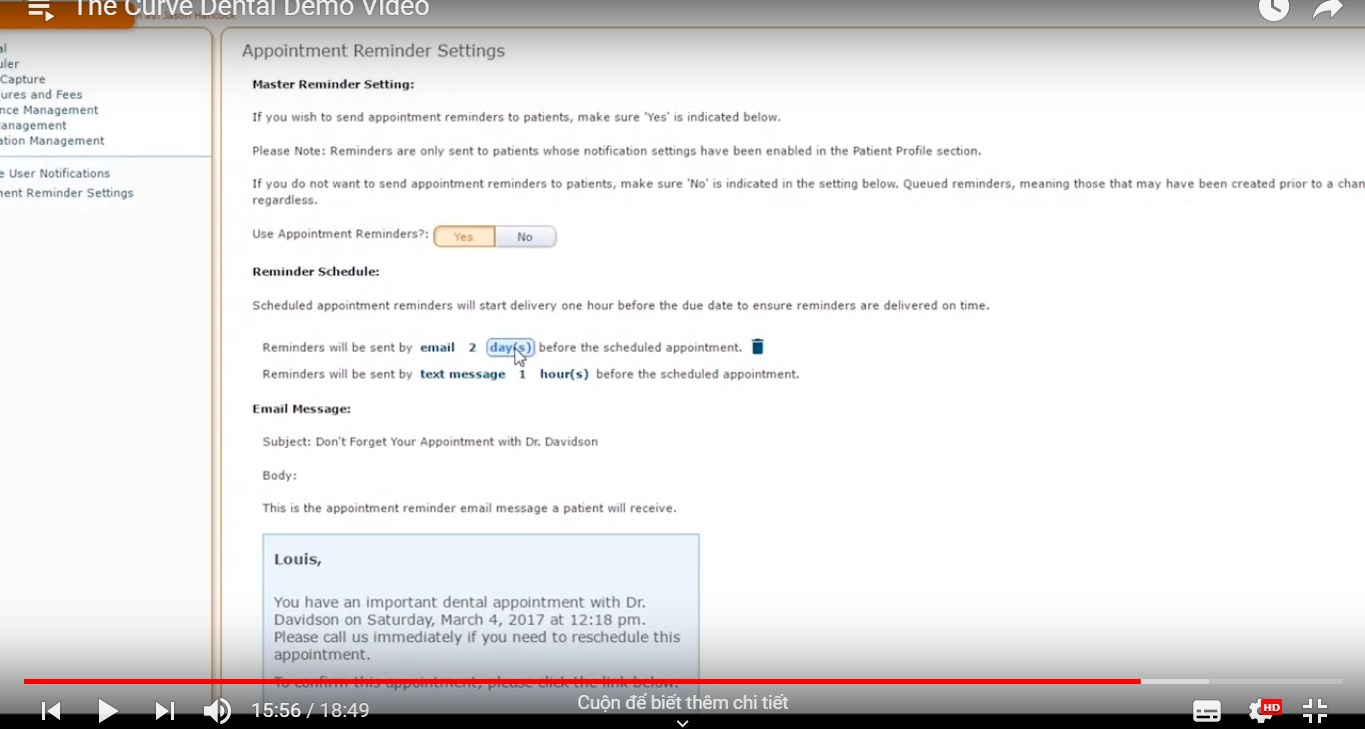 The Curve Dental Demo Video
Appointment Reminder Settings
Master Reminder Setting:
If you wish to send appointment reminders to patients, make sure 'Yes' is indicated below.
Please Note: Reminders are only sent to patients whose notification settings have been enabled in the Patient Profile section.
If you do not want to send appointment reminders to patients, make sure 'No' is indicated in the setting below. Queued reminders, meaning those that may have been created prior to a chan
regardless.
Use Appointment Reminders?: Yes No
Reminder Schedule:
Scheduled appointment reminders will start delivery one hour before the due date to ensure reminders are delivered on time.
Reminders will be sent by email 2 day(s) before the scheduled appointment.
Reminders will be sent by text message 1 hour(s) before the scheduled appointment.
Email Message:
Subject: Don't Forget Your Appointment with Dr. Davidson
Body:
This is the appointment reminder email message a patient will receive.
Louis,
You have an important dental appointment with Dr.
Davidson on Saturday, March 4, 2017 at 12:18 pm.
Please call us immediately if you need to reschedule this
appointment.
To confirm this appointment, please click the link below.
al
uler
Capture
ures and Fees
nce Management
anagement
ation Management
e User Notifications
ment Reminder Settings
15:56 / 18:49
Cuộn để biết thêm chi tiết
HD